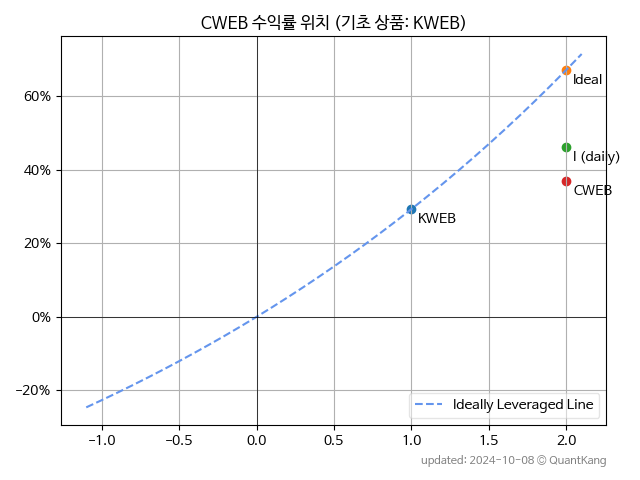 CWEB 수익률 위치 (기초 상품: KWEB)
60%
40%
20%
0%
−20%
Ideal
I (daily)
CWEB
KWEB
Ideally Leveraged Line
−1.0 −0.5 0.0 0.5 1.0 1.5 2.0
updated: 2024-10-08 © QuantKang